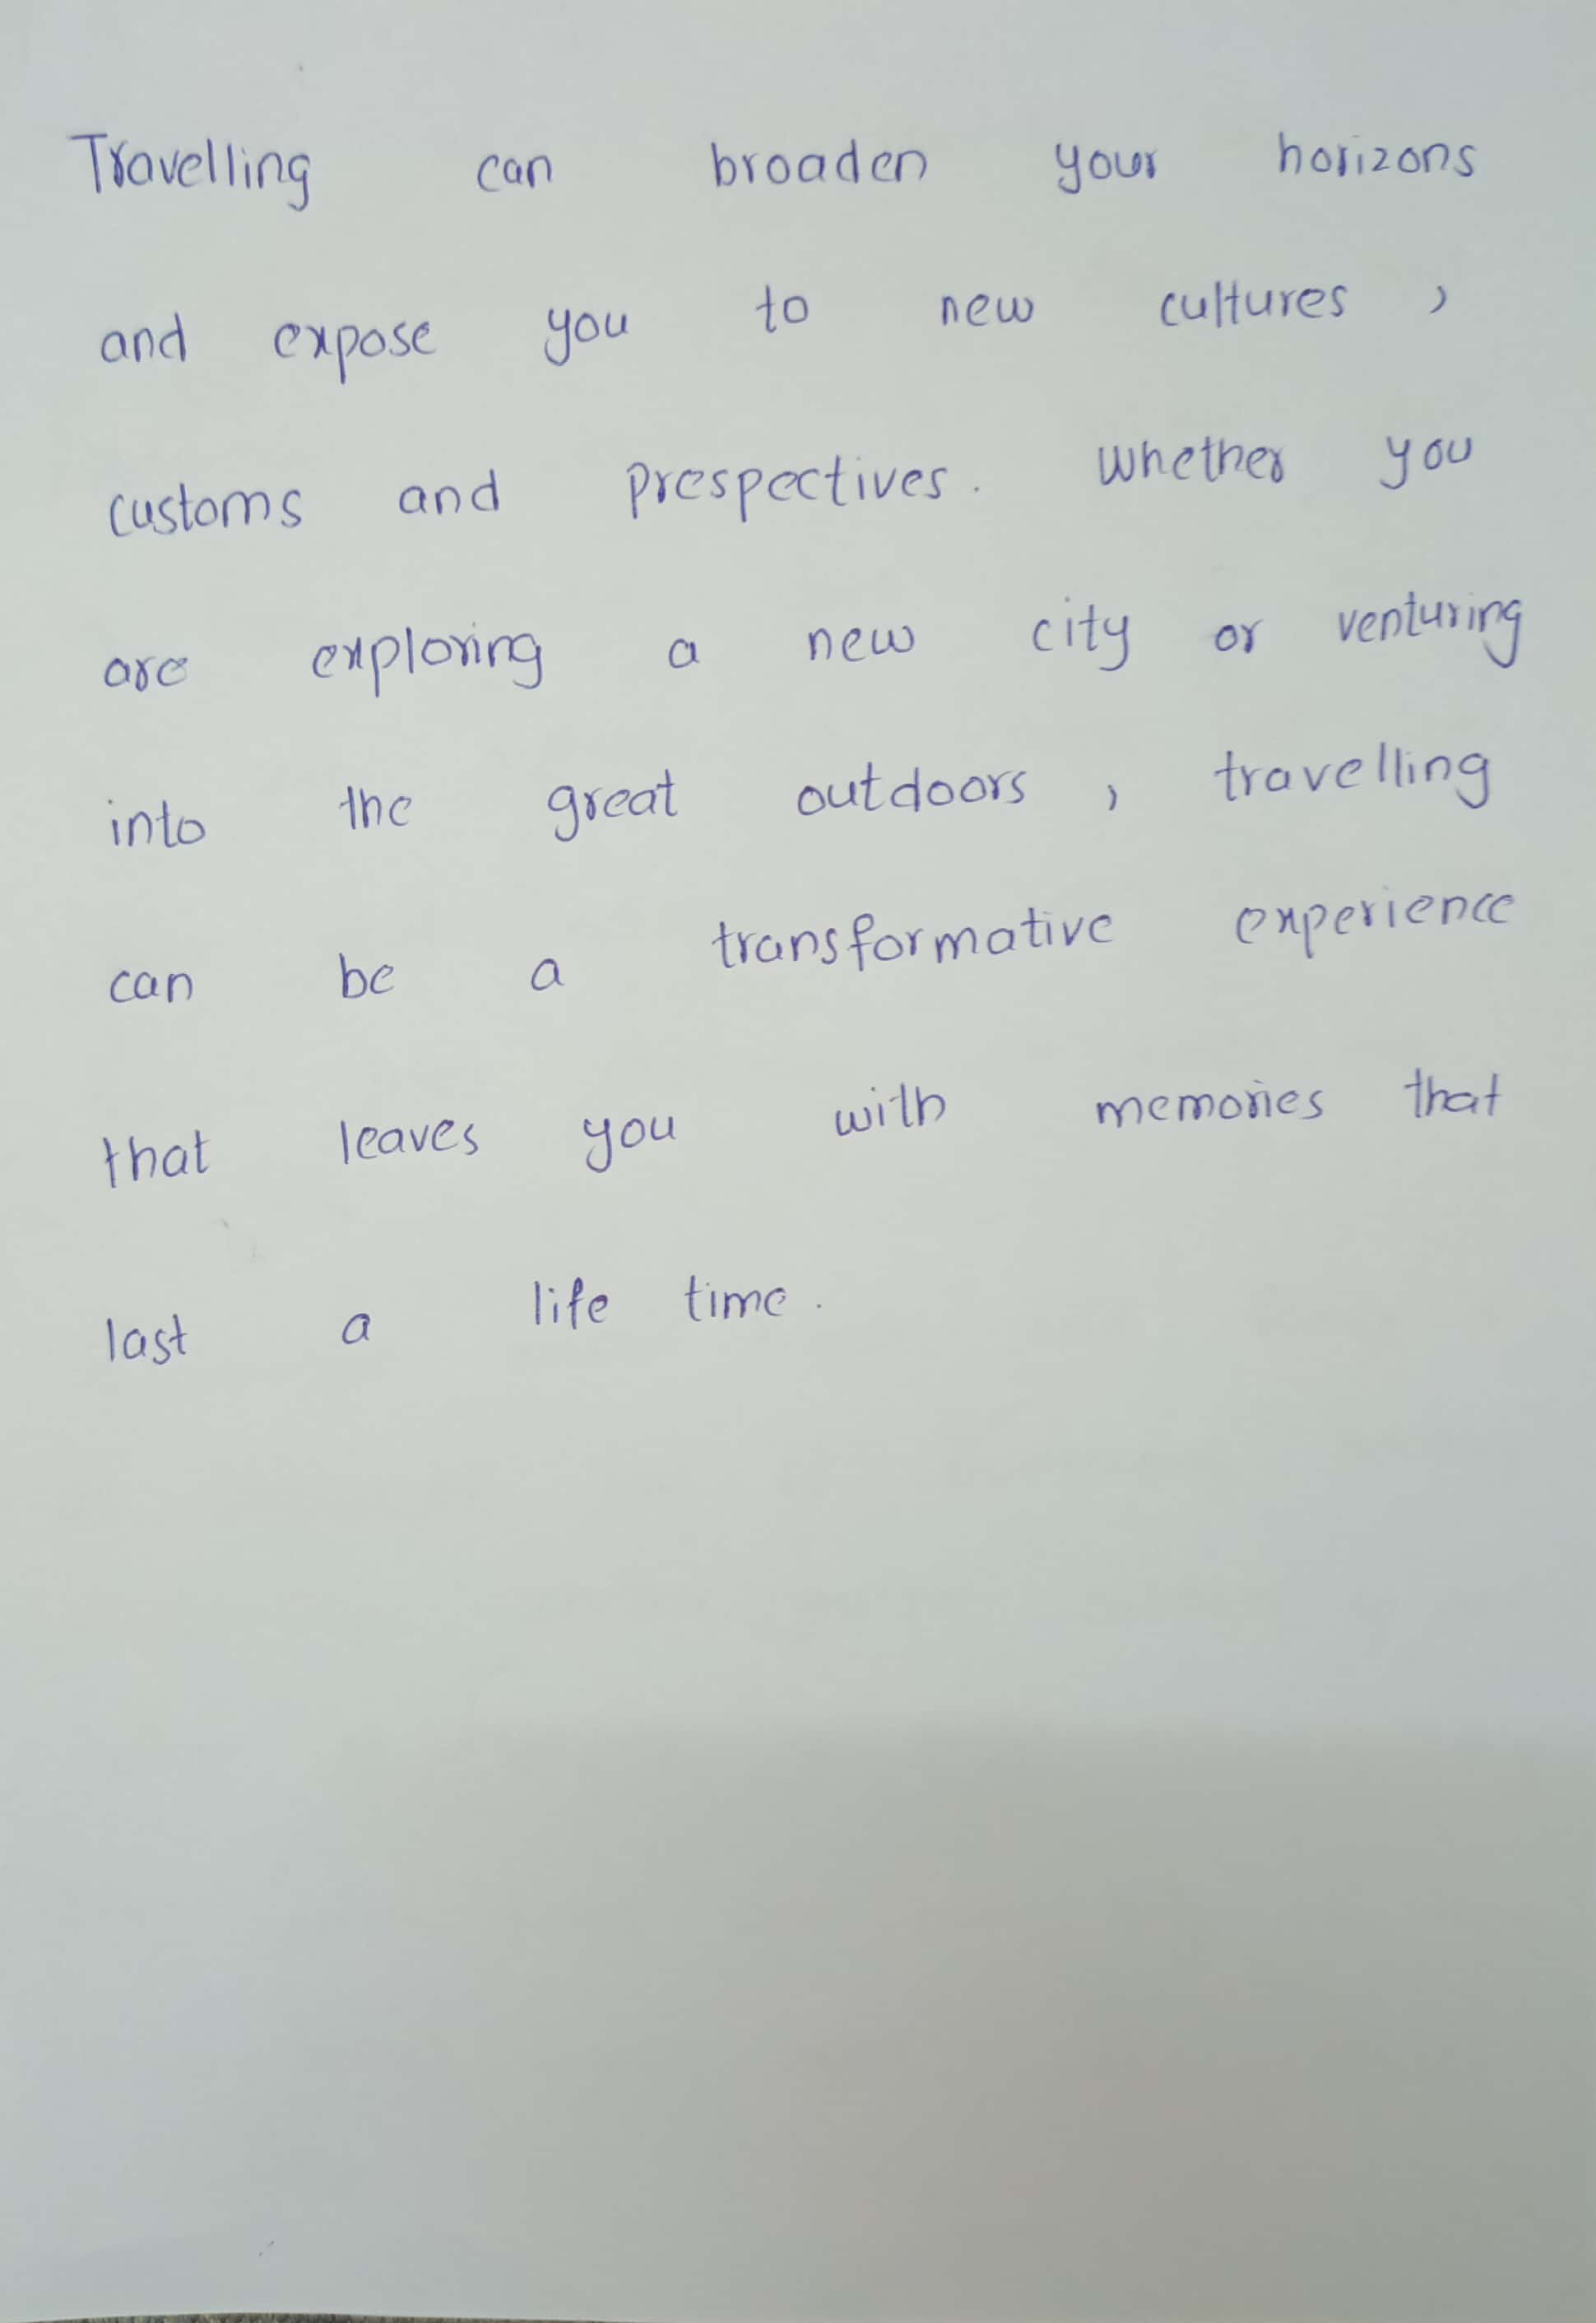 Travelling can broaden your horizons
and expose you to new cultures ,
customs and prespectives. Whether you
are exploring a new city or venturing
into the great outdoors , travelling
can be a transformative experience
that leaves you with memories that
last a life time.